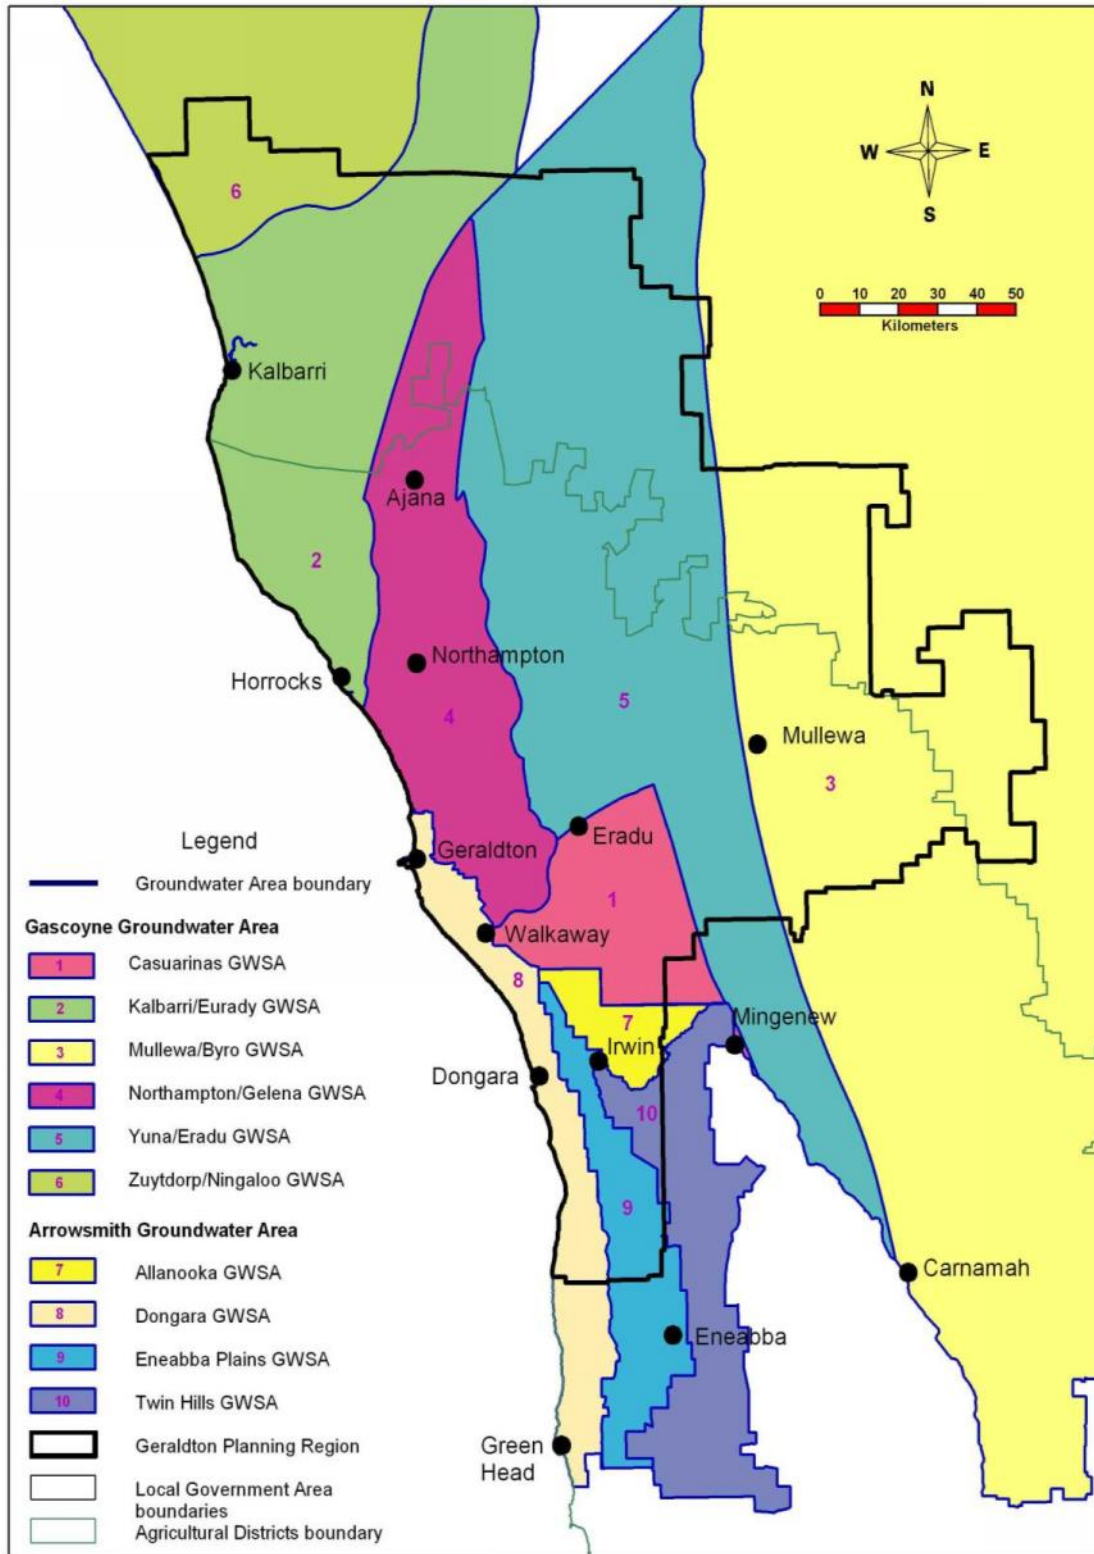 N
W E
S
6
0 10 20 30 40 50
Kilometers
Kalbarri
Ajana
2
Northampton
Horrocks
4
5
Mullewa
3
Eradu
Geraldton
1
Walkaway
8
7
Mingenew
Irwin
Dongara
10
9
Carnamah
Eneabba
Green
Head
Legend
Groundwater Area boundary
Gascoyne Groundwater Area
1 Casuarinas GWSA
2 Kalbarri/Eurady GWSA
3 Mullewa/Byro GWSA
4 Northampton/Gelena GWSA
5 Yuna/Eradu GWSA
6 Zuytdorp/Ningaloo GWSA
Arrowsmith Groundwater Area
7 Allanooka GWSA
8 Dongara GWSA
9 Eneabba Plains GWSA
10 Twin Hills GWSA
Geraldton Planning Region
Local Government Area
boundaries
Agricultural Districts boundary